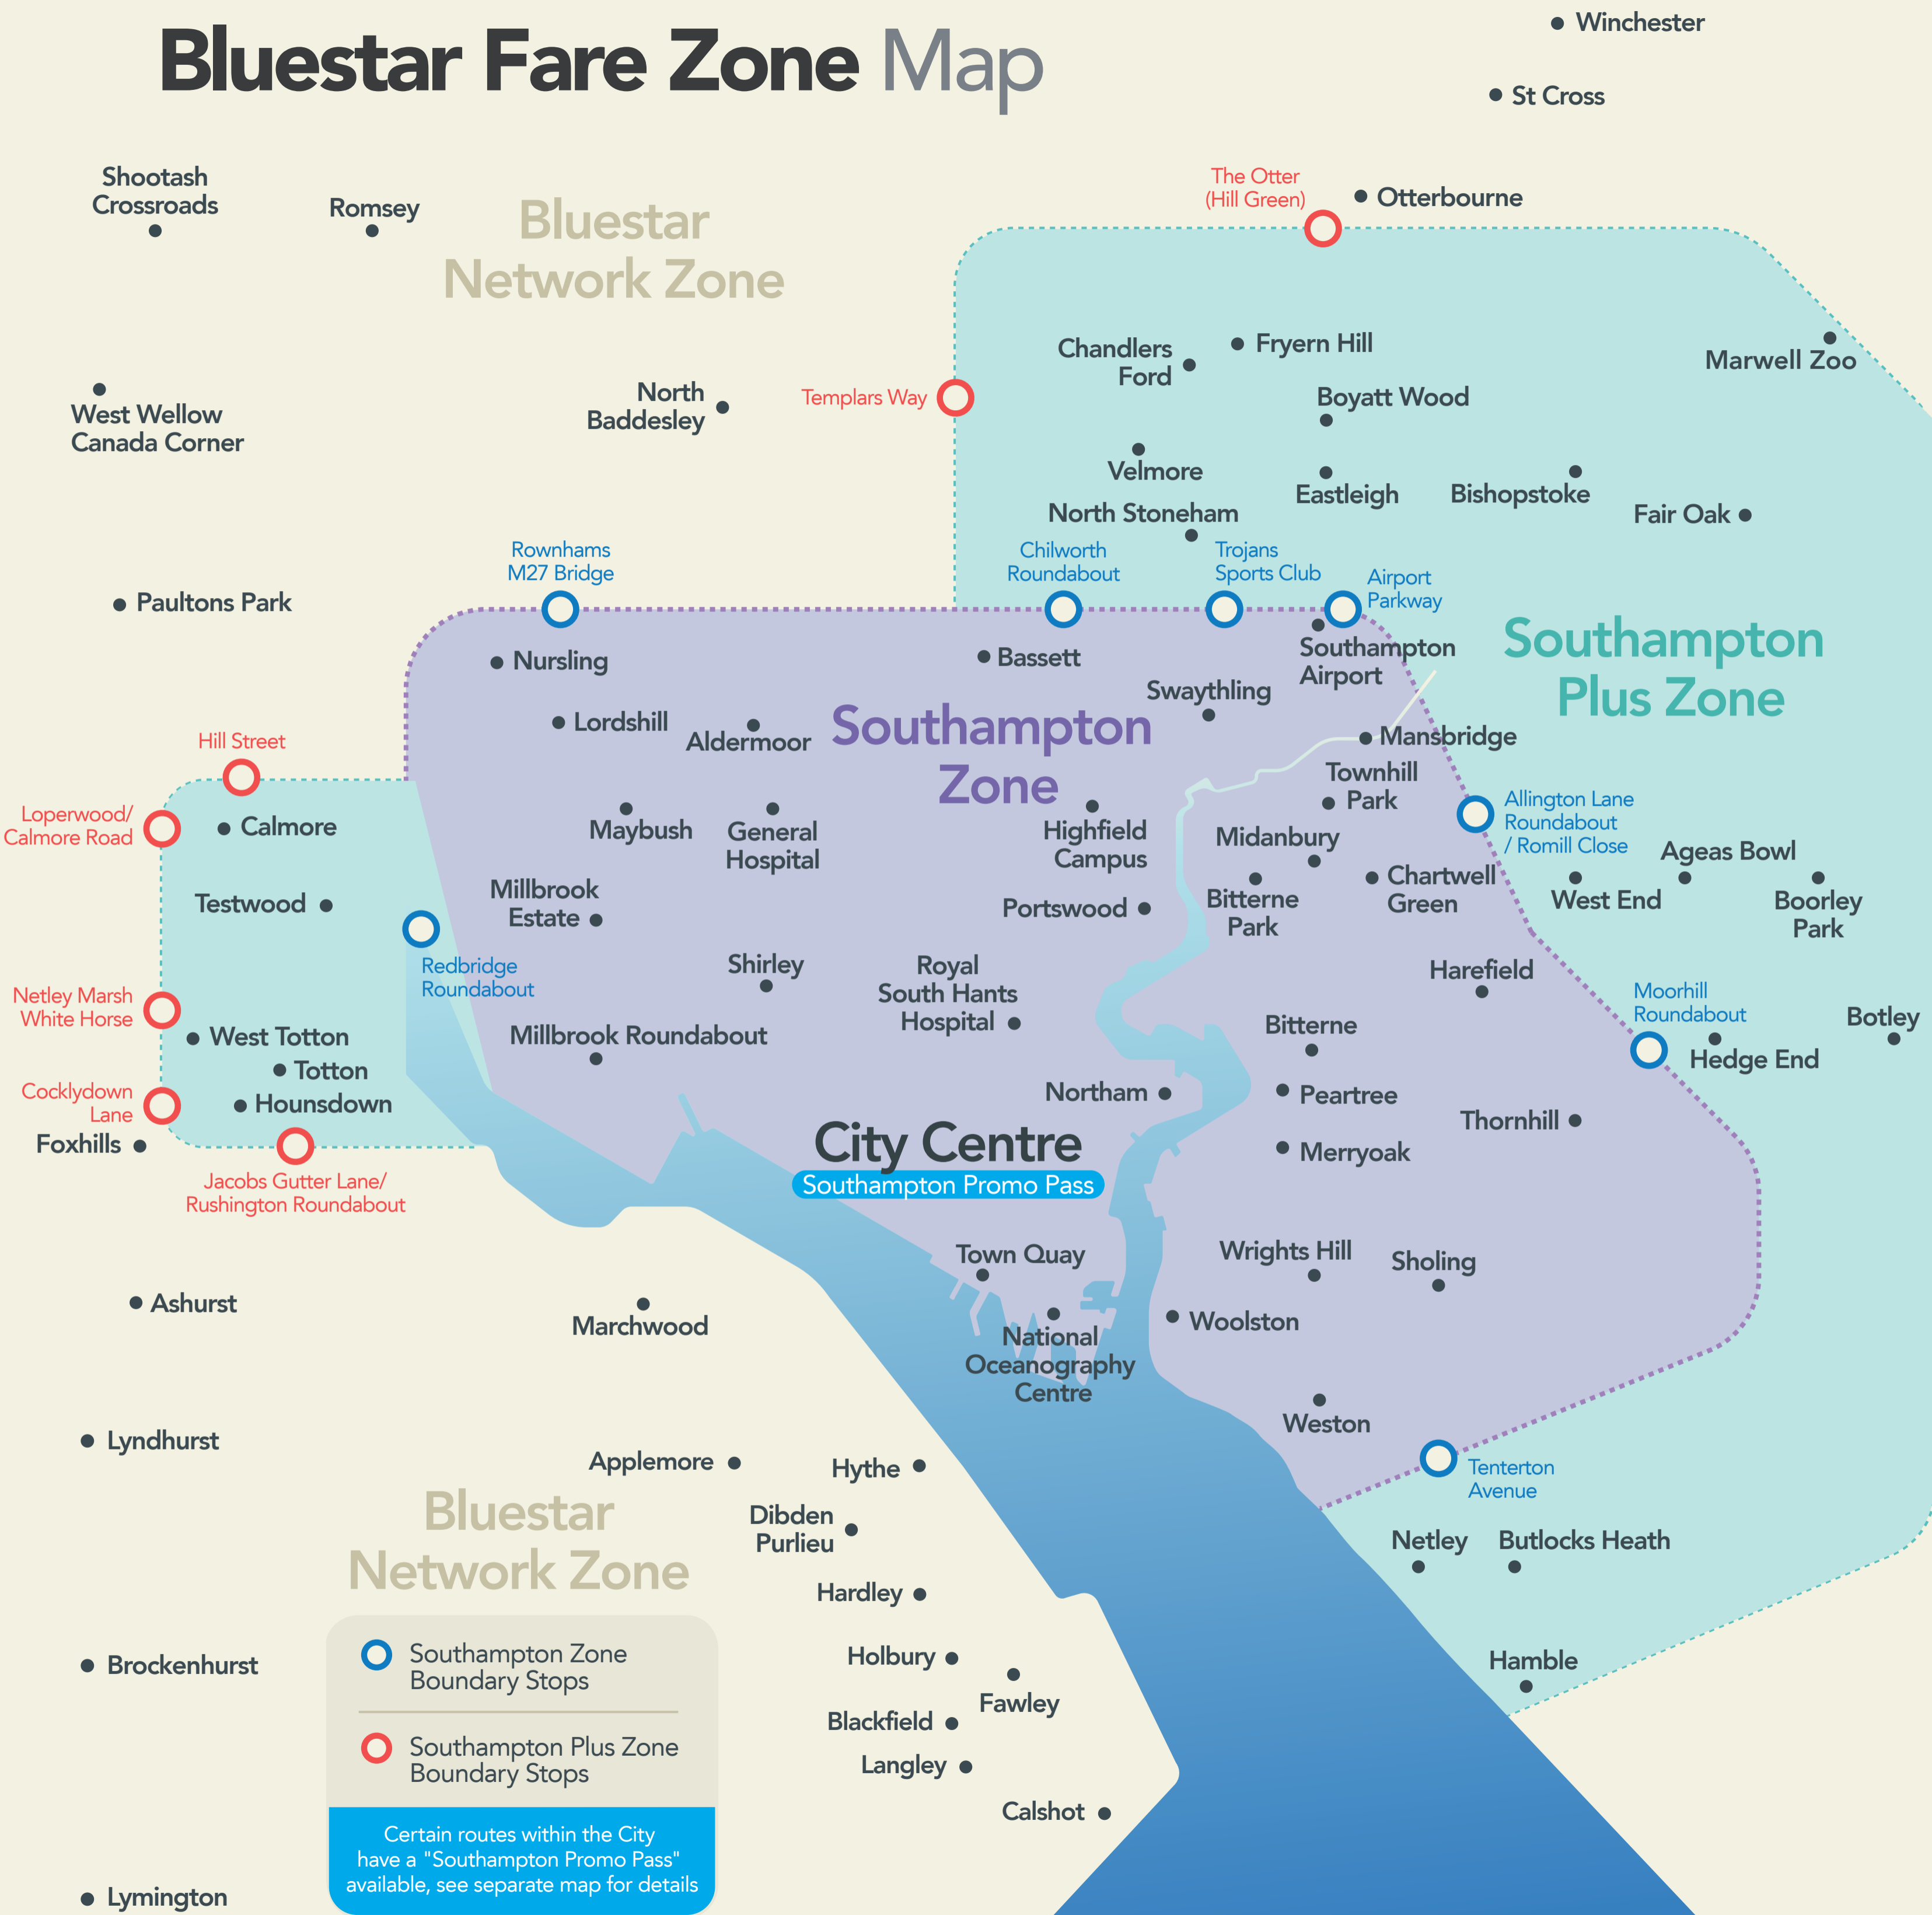 Bluestar Fare Zone Map
Winchester
St Cross
Shootash
Crossroads
Romsey
Bluestar
Network Zone
The Otter
(Hill Green)
Otterbourne
West Wellow
Canada Corner
North
Baddesley
Templars Way
Chandlers
Ford
Fryern Hill
Boyatt Wood
Marwell Zoo
Velmore
Eastleigh
Bishopstoke
Fair Oak
North Stoneham
Rownhams
M27 Bridge
Chilworth
Roundabout
Trojans
Sports Club
Airport
Parkway
Paultons Park
Southampton
Plus Zone
Nursling
Bassett
Southampton
Airport
Swaythling
Lordshill
Aldermoor
Southampton
Zone
Mansbridge
Hill Street
Townhill
Park
Loperwood/
Calmore Road
Calmore
Maybush
General
Hospital
Highfield
Campus
Midanbury
Allington Lane
Roundabout
/ Romill Close
Ageas Bowl
Testwood
Millbrook
Estate
Portswood
Bitterne
Park
Chartwell
Green
West End
Boorley
Park
Redbridge
Roundabout
Shirley
Royal
South Hants
Hospital
Harefield
Netley Marsh
White Horse
West Totton
Millbrook Roundabout
Bitterne
Moorhill
Roundabout
Botley
Hedge End
Totton
Cocklydown
Lane
Hounsdown
Northam
Peartree
Thornhill
Foxhills
City Centre
Southampton Promo Pass
Merryoak
Jacobs Gutter Lane/
Rushington Roundabout
Town Quay
Wrights Hill
Sholing
Ashurst
Marchwood
National
Oceanography
Centre
Woolston
Weston
Lyndhurst
Applemore
Hythe
Tenterton
Avenue
Bluestar
Network Zone
Dibden
Purlieu
Netley
Butlocks Heath
Hardley
Brockenhurst
Southampton Zone
Boundary Stops
Holbury
Fawley
Hamble
Blackfield
Southampton Plus Zone
Boundary Stops
Langley
Calshot
Certain routes within the City
have a "Southampton Promo Pass"
available, see separate map for details
Lymington